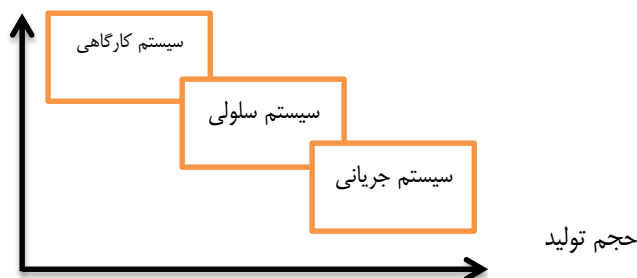 سیستم کارگاهی
سیستم سلولی
سیستم جریانی
حجم تولید